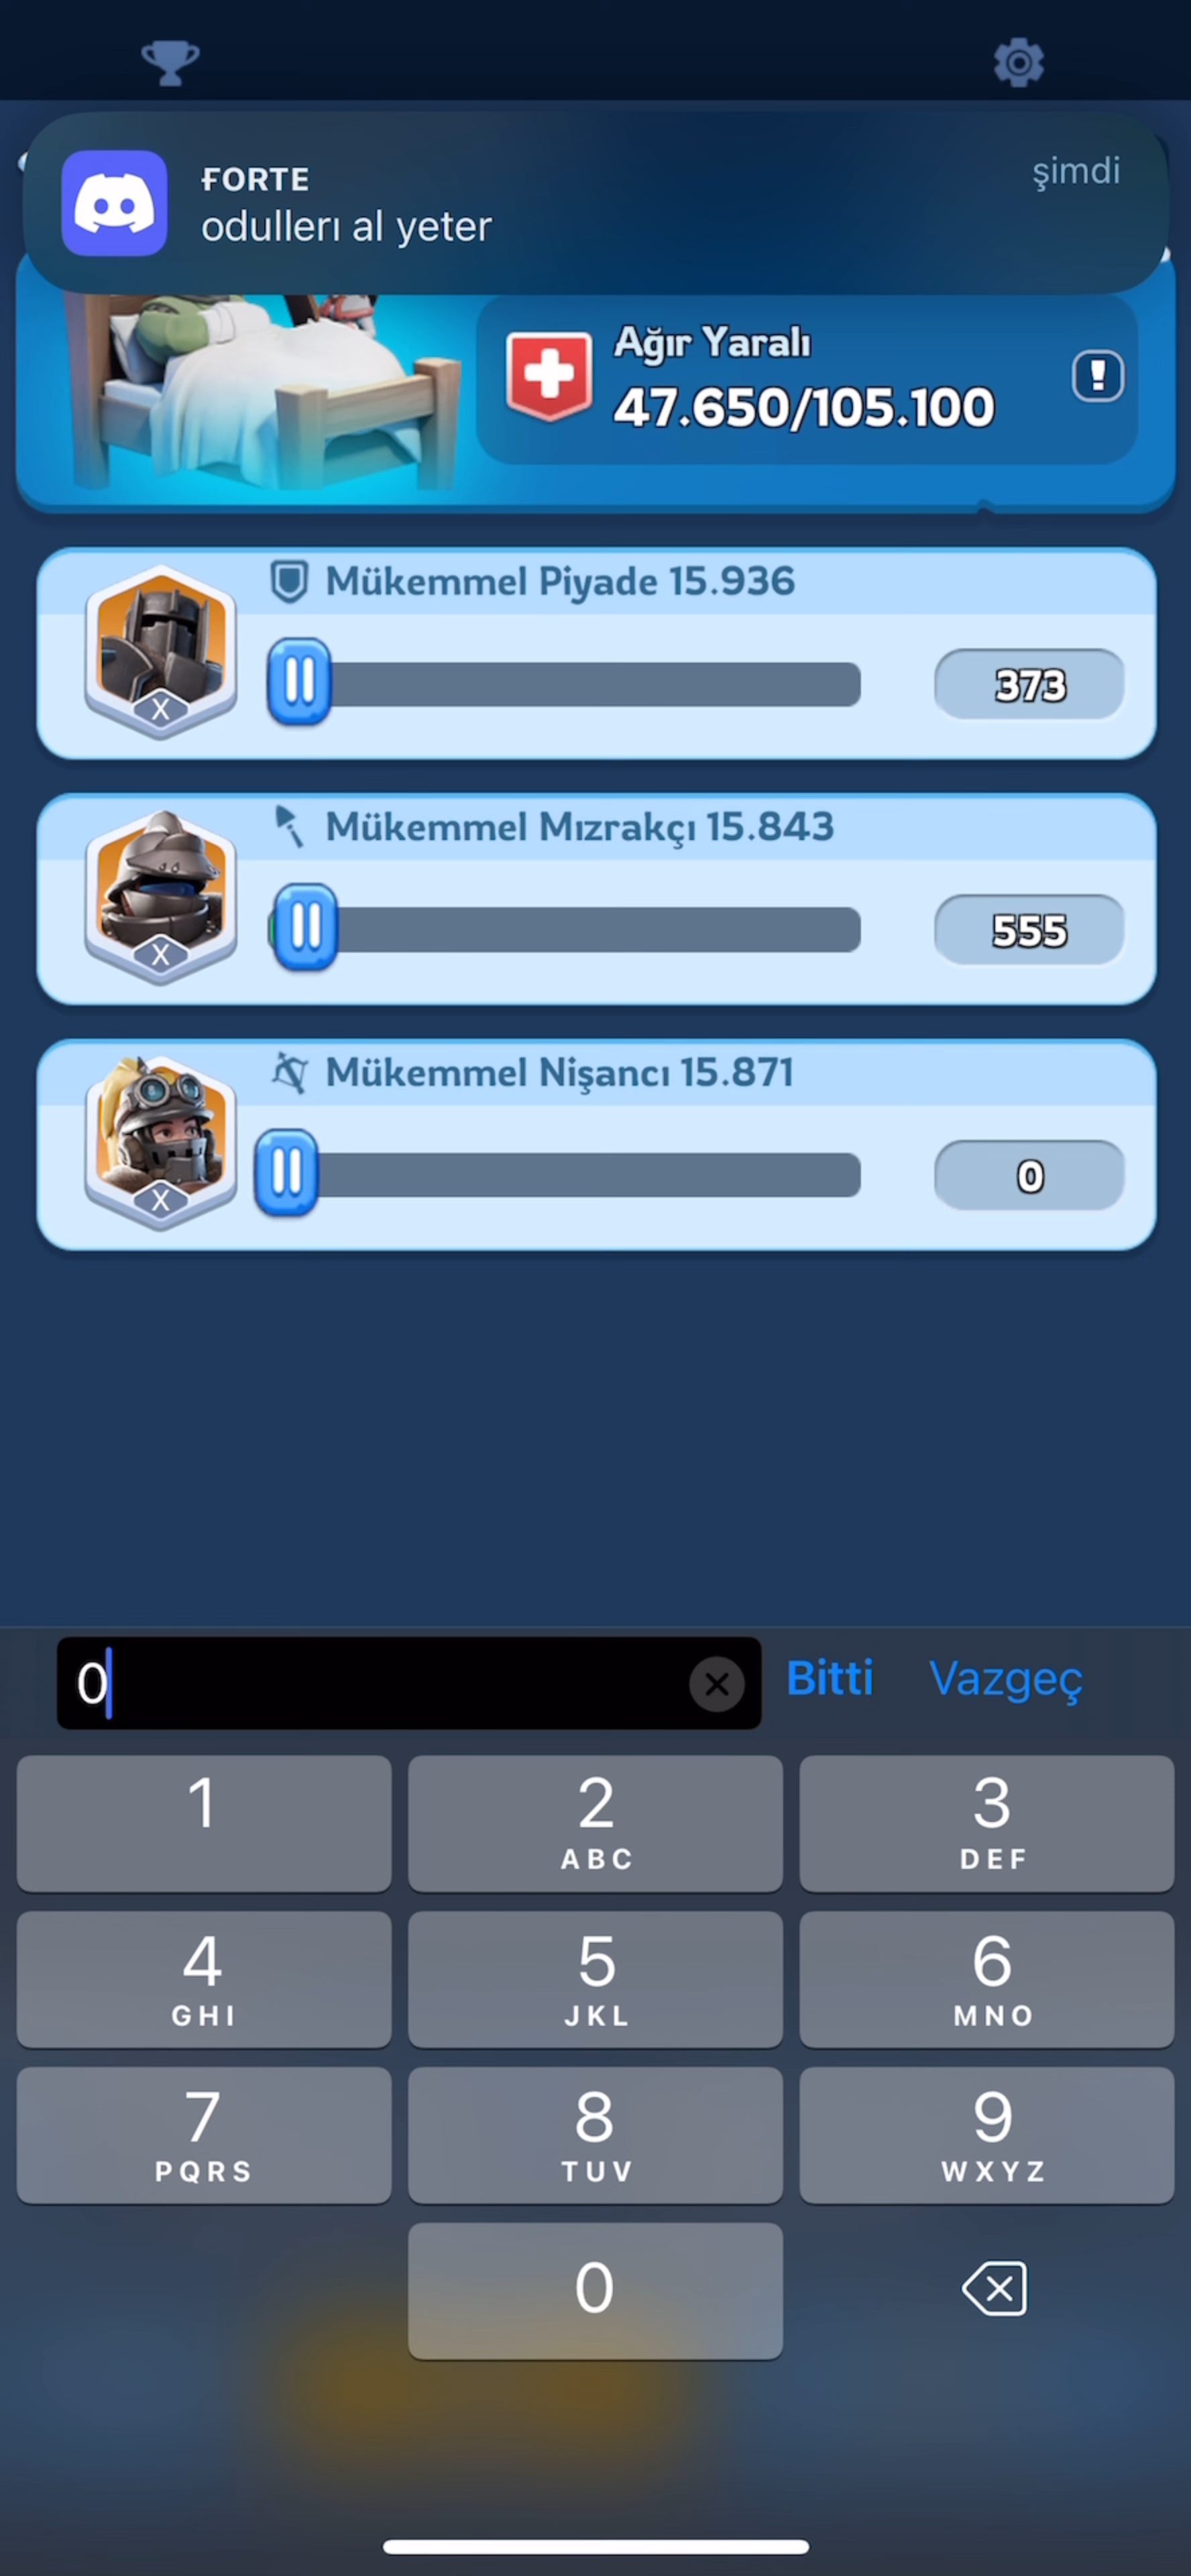 FORTE
şimdi
odullerı al yeter
Ağır Yaralı
47.650/105.100
Mükemmel Piyade 15.936
X
373
Mükemmel Mızrakçı 15.843
X
555
Mükemmel Nişancı 15.871
X
0
0
Bitti
Vazgeç
1
2
3
ABC
DEF
4
5
6
GHI
JKL
MNO
7
8
9
PQRS
TUV
WXYZ
0